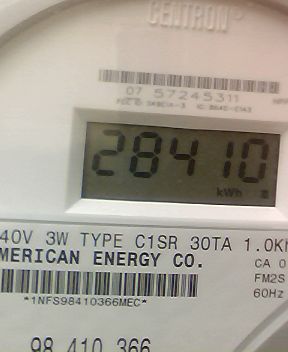 CENTRON
07 57245311
28410
kWh
40V 3W TYPE C1SR 30TA 1.0K
MERICAN ENERGY CO.
CA 0
FM2S
60Hz
*1NFS98410366MEC*
98 410 366